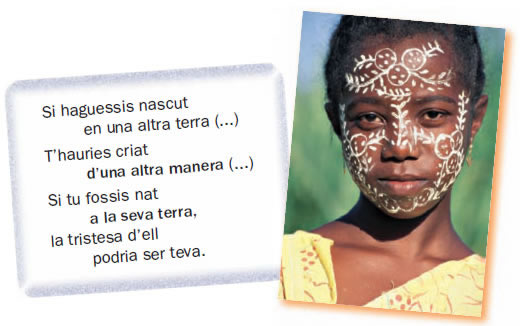 Si haguessis nascut
en una altra terra (...)
T'hauries criat
d'una altra manera (...)
Si tu fossis nat
a la seva terra,
la tristesa d'ell
podria ser teva.